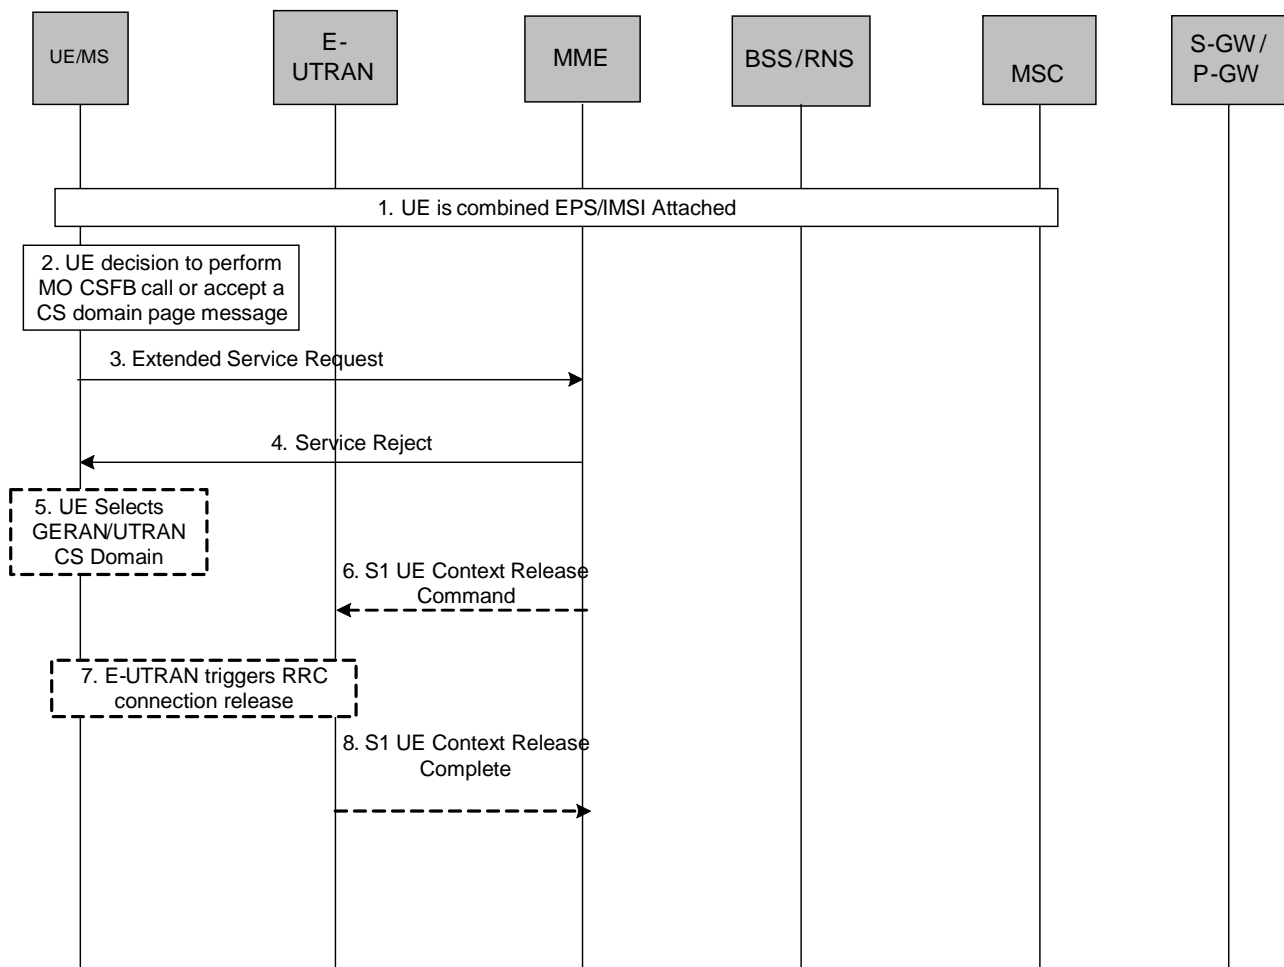 UE/MS
E-
UTRAN
MME
BSS/RNS
MSC
S-GW/
P-GW
1. UE is combined EPS/IMSI Attached
2. UE decision to perform
MO CSFB call or accept a
CS domain page message
3. Extended Service Request
4. Service Reject
5. UE Selects
GERAN/UTRAN
CS Domain
6. S1 UE Context Release
Command
7. E-UTRAN triggers RRC
connection release
8. S1 UE Context Release
Complete